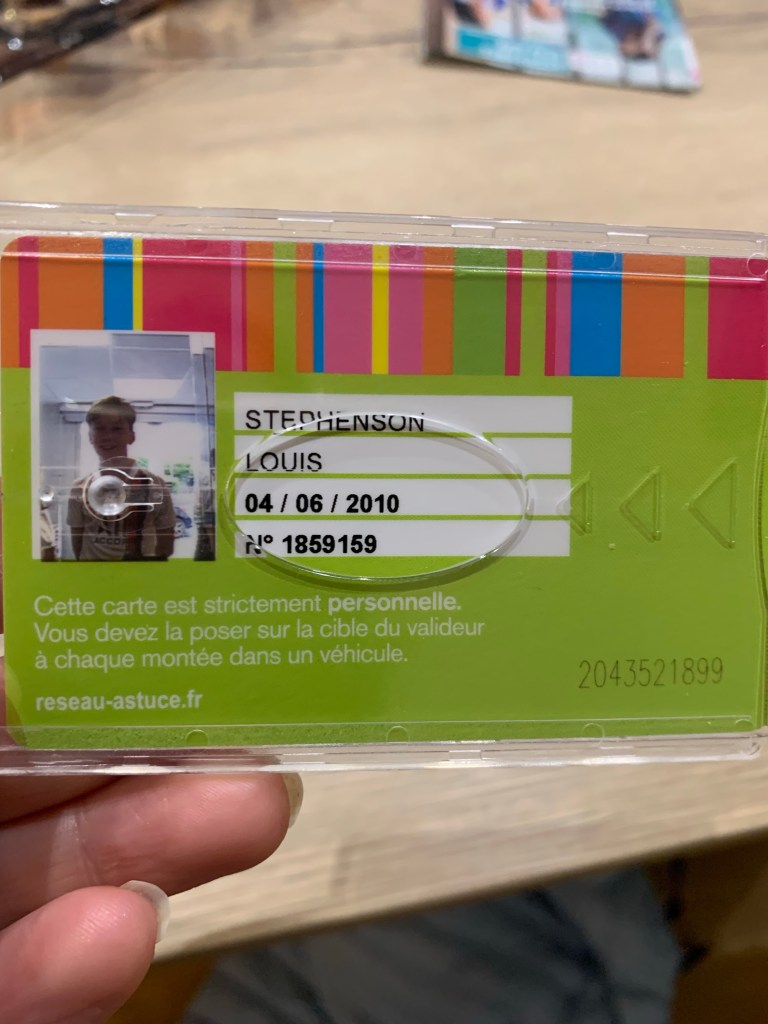 STEPHENSON
LOUIS
04 / 06 / 2010
N° 1859159
Cette carte est strictement personnelle.
Vous devez la poser sur la cible du valideur
à chaque montée dans un véhicule.
2043521899
reseau-astuce.fr